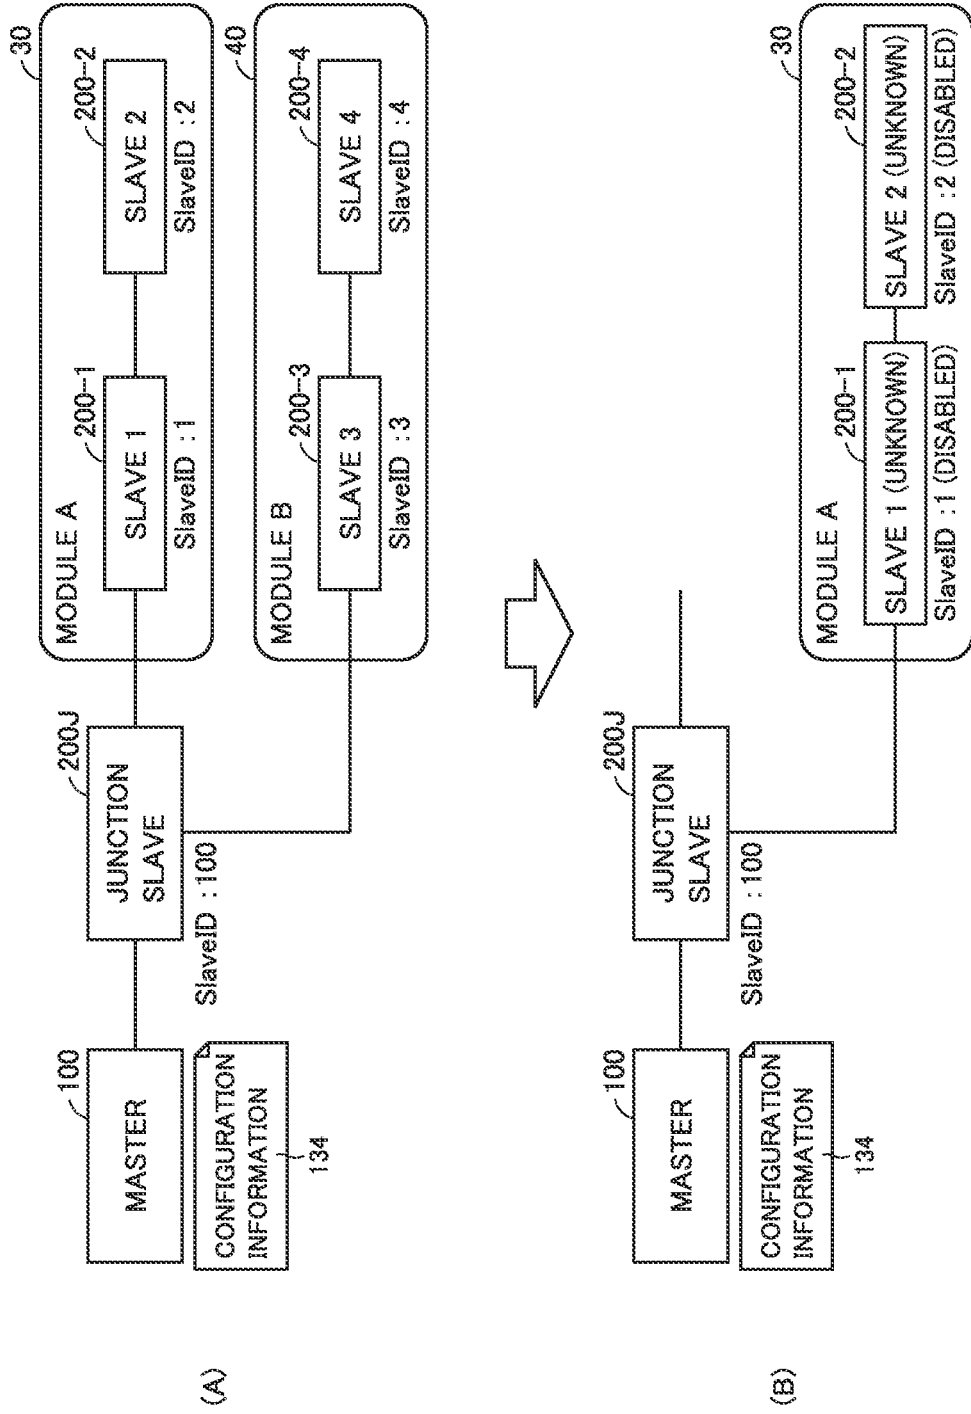 (A)
100
MASTER
CONFIGURATION
INFORMATION
134
200J
JUNCTION
SLAVE
SlaveID :100
30
MODULE A
200-1
SLAVE 1
SlaveID :1
200-2
SLAVE 2
SlaveID :2
40
MODULE B
200-3
SLAVE 3
SlaveID :3
200-4
SLAVE 4
SlaveID :4
(B)
100
MASTER
CONFIGURATION
INFORMATION
134
200J
JUNCTION
SLAVE
SlaveID :100
30
MODULE A
200-1
SLAVE 1 (UNKNOWN)
SlaveID :1 (DISABLED)
200-2
SLAVE 2 (UNKNOWN)
SlaveID :2 (DISABLED)